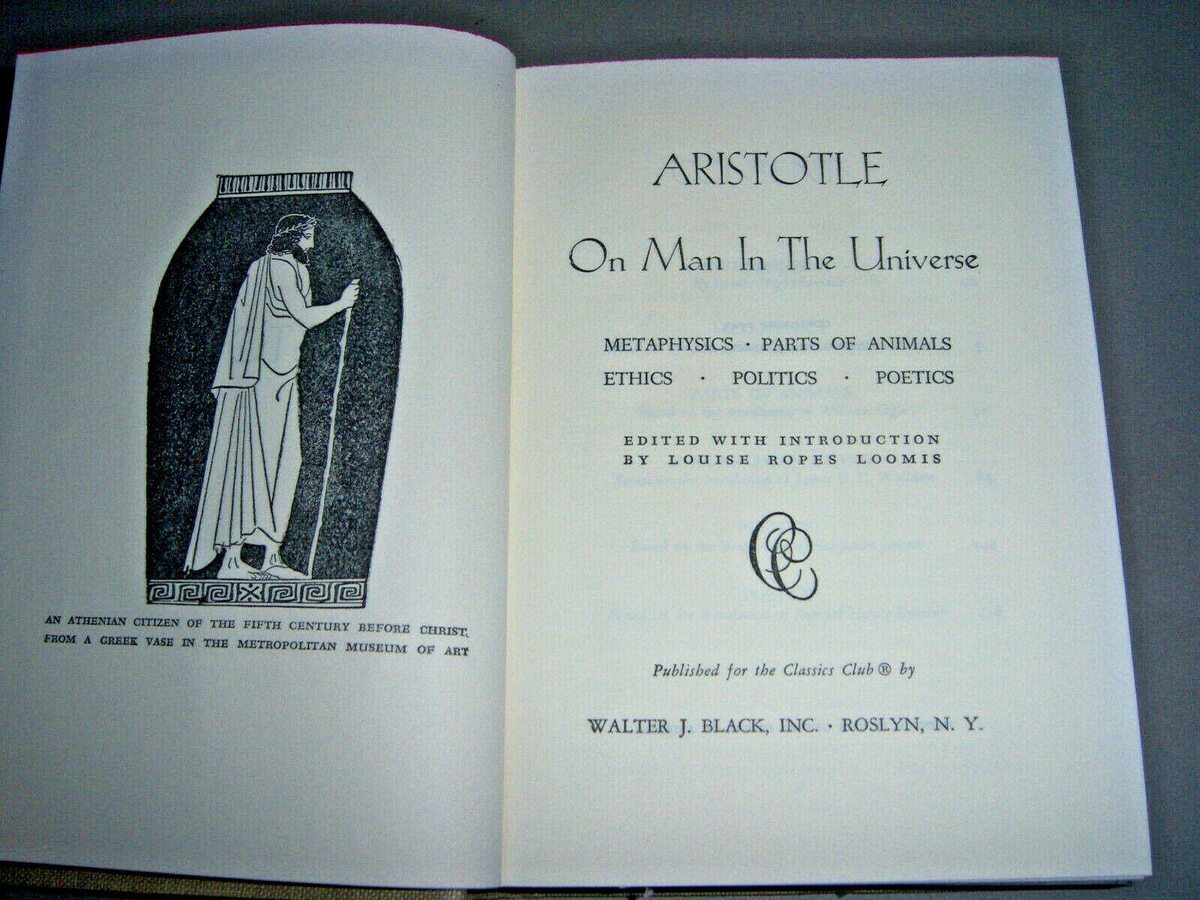 AN ATHENIAN CITIZEN OF THE FIFTH CENTURY BEFORE CHRIST,
FROM A GREEK VASE IN THE METROPOLITAN MUSEUM OF ART
ARISTOTLE
On Man In The Universe
METAPHYSICS · PARTS OF ANIMALS
ETHICS · POLITICS · POETICS
EDITED WITH INTRODUCTION
BY LOUISE ROPES LOOMIS
CC
Published for the Classics Club ® by
WALTER J. BLACK, INC. · ROSLYN, N. Y.